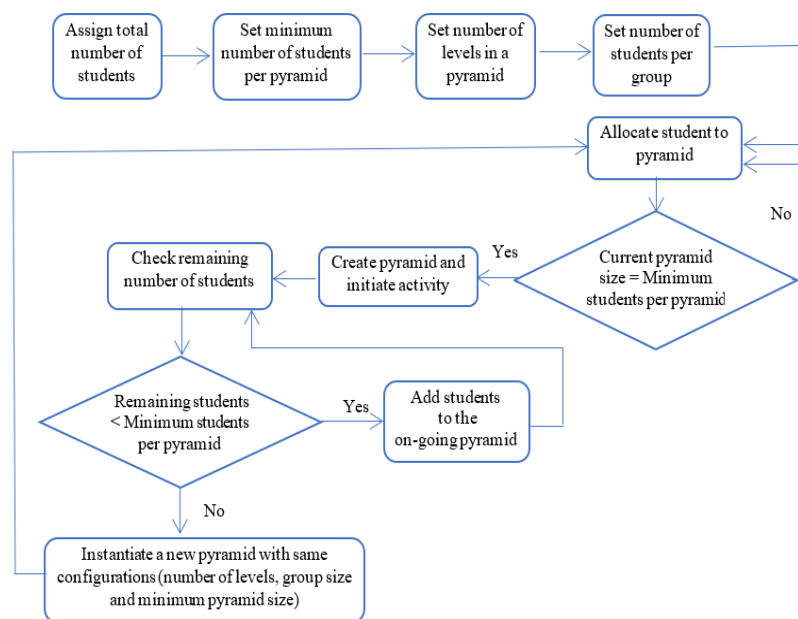 Assign total
number of
students
Set minimum
number of students
per pyramid
Set number of
levels in a
pyramid
Set number of
students per
group
Allocate student to
pyramid
No
Current pyramid
size = Minimum
students per pyramid
Yes
Create pyramid and
initiate activity
Check remaining
number of students
Remaining students
< Minimum students
per pyramid
Yes
Add students
to the
on-going pyramid
No
Instantiate a new pyramid with same
configurations (number of levels, group size
and minimum pyramid size)